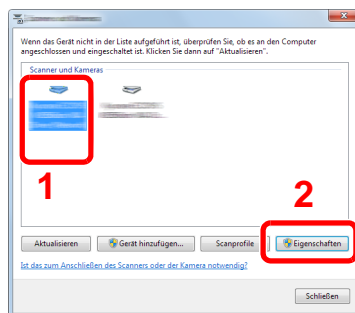 Wenn das Gerät nicht in der Liste aufgeführt ist, überprüfen Sie, ob es an den Computer
angeschlossen und eingeschaltet ist. Klicken Sie dann auf "Aktualisieren".
Scanner und Kameras
1
2
Aktualisieren
Gerät hinzufügen...
Scanprofile
Eigenschaften
Ist das zum Anschließen des Scanners oder der Kamera notwendig?
Schließen